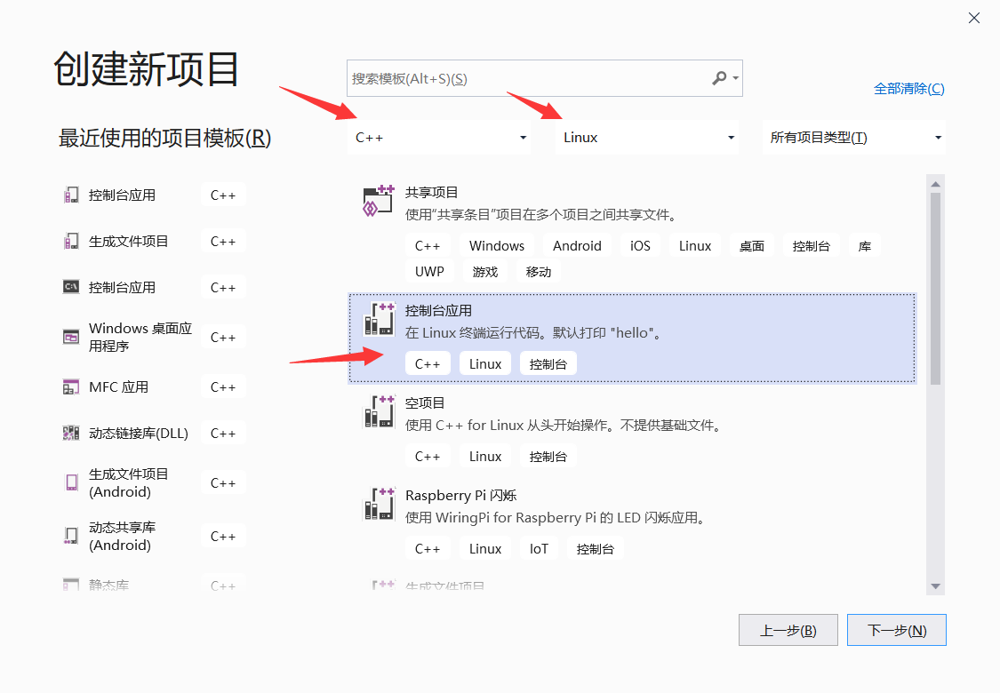 创建新项目
搜索模板(Alt+S)(S)
全部清除(C)
最近使用的项目模板(R)
C++
Linux
所有项目类型(T)
控制台应用 C++
生成文件项目 C++
控制台应用 C++
Windows 桌面应
用程序
C++
MFC 应用 C++
动态链接库(DLL) C++
生成文件项目
(Android)
C++
动态共享库
(Android)
C++
静态库 C++
共享项目
使用“共享条目”项目在多个项目之间共享文件。
C++ Windows Android iOS Linux 桌面 控制台 库
UWP 游戏 移动
控制台应用
在 Linux 终端运行代码。默认打印 "hello"。
C++ Linux 控制台
空项目
使用 C++ for Linux 从头开始操作。不提供基础文件。
C++ Linux 控制台
Raspberry Pi 闪烁
使用 WiringPi for Raspberry Pi 的 LED 闪烁应用。
C++ Linux IoT 控制台
生成文件项目
上一步(B)
下一步(N)